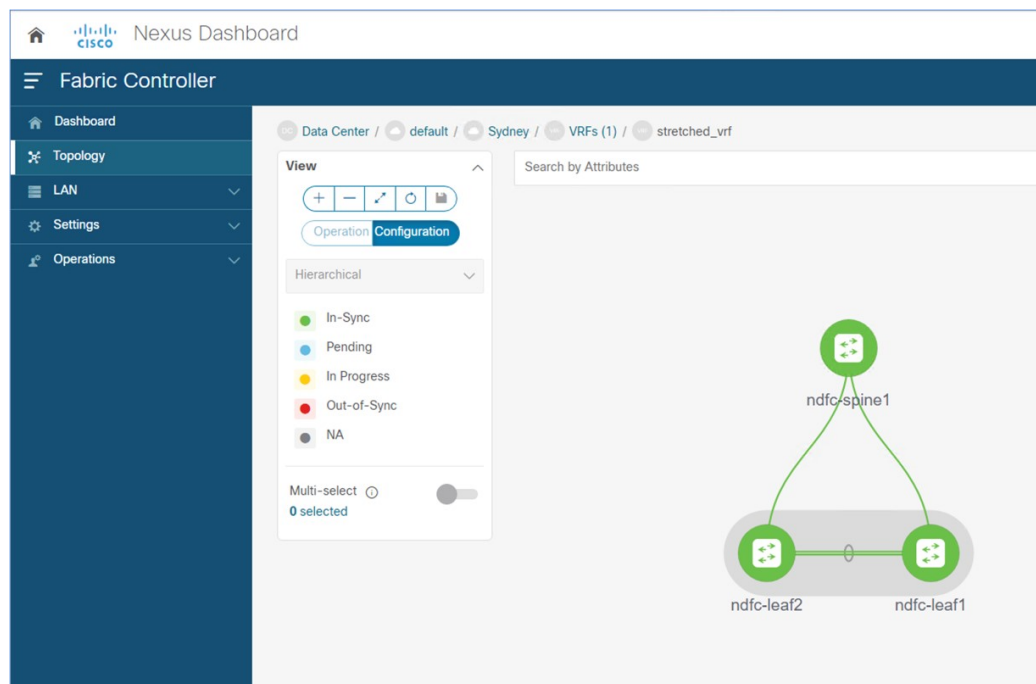 CISCO Nexus Dashboard
Fabric Controller
Dashboard
Topology
LAN
Settings
Operations
DC Data Center / default / Sydney / VRFs (1) / stretched_vrf
View
Search by Attributes
Operation Configuration
Hierarchical
In-Sync
Pending
In Progress
Out-of-Sync
NA
Multi-select
0 selected
ndfc-spine1
ndfc-leaf2 ndfc-leaf1